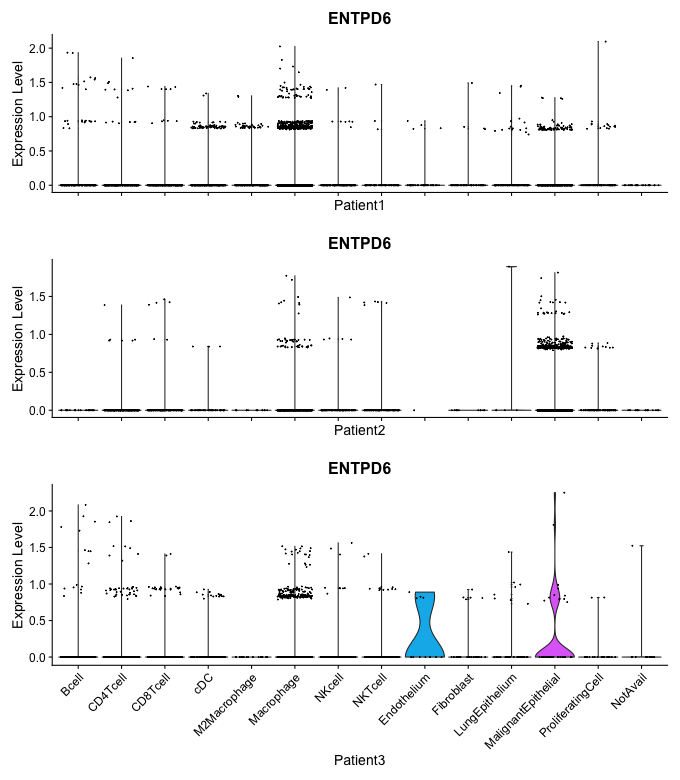 ENTPD6
Expression Level
2.0
1.5
1.0
0.5
0.0
Patient1
ENTPD6
Expression Level
1.5
1.0
0.5
0.0
Patient2
ENTPD6
Expression Level
2.0
1.5
1.0
0.5
0.0
Bcell
CD4Tcell
CD8Tcell
cDC
M2Macrophage
Macrophage
NKcell
NKTcell
Endothelium
Fibroblast
LungEpithelium
MalignantEpithelial
ProliferatingCell
NotAvail
Patient3